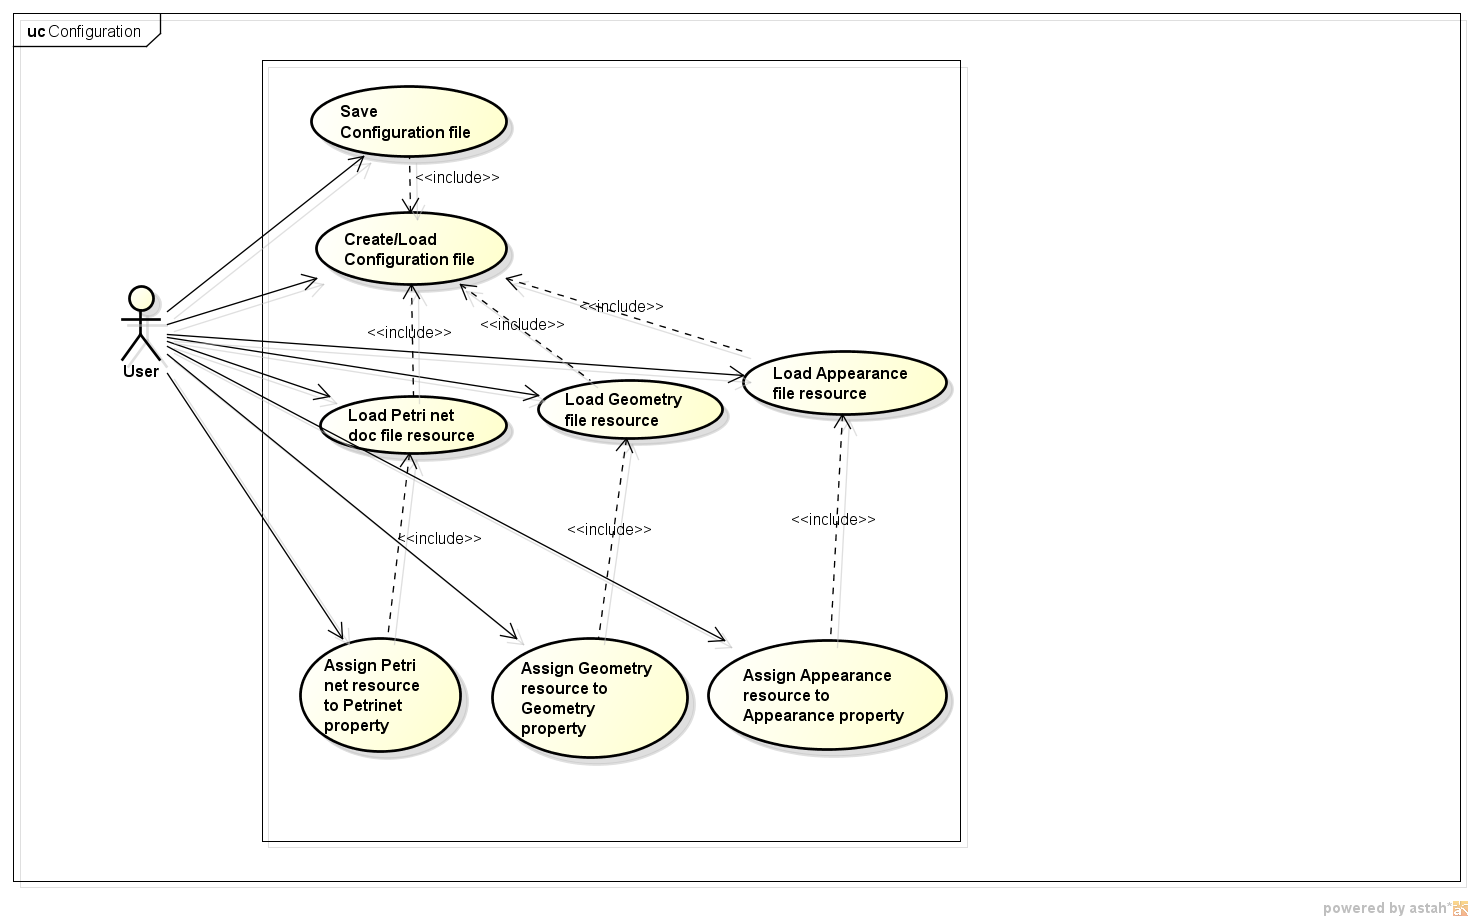 uc Configuration
Save
Configuration file
<<include>>
Create/Load
Configuration file
<<include>>
<<include>>
<<include>>
User
Load Appearance
file resource
Load Geometry
file resource
Load Petri net
doc file resource
<<include>>
<<include>>
<<include>>
Assign Petri
net resource
to Petrinet
property
Assign Geometry
resource to
Geometry
property
Assign Appearance
resource to
Appearance property
powered by astah*